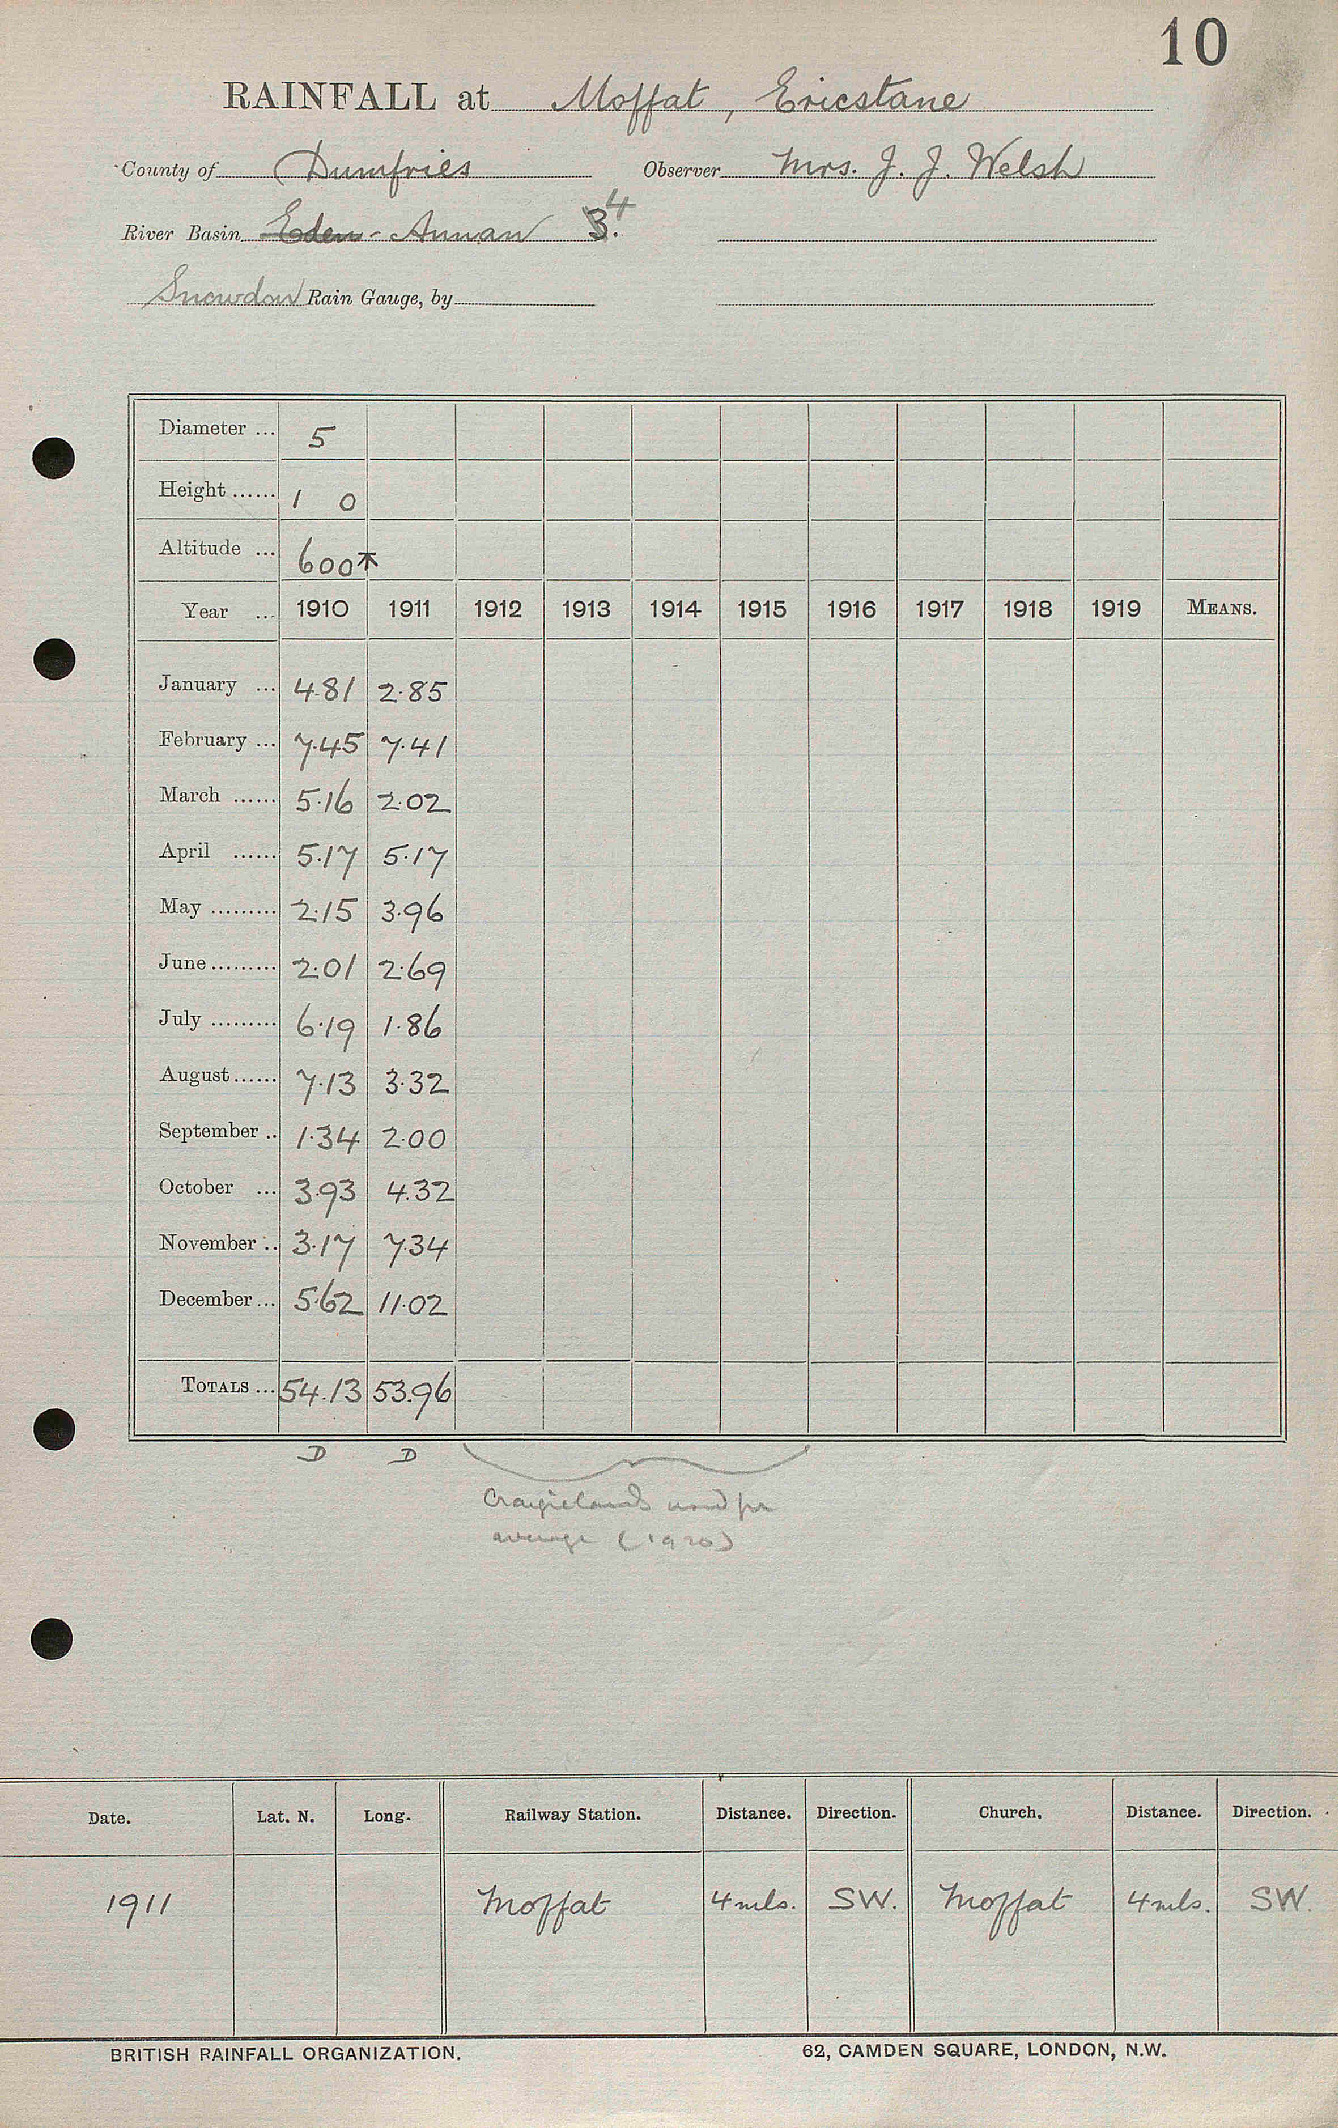 10
RAINFALL at Moffat, Ericstane
County of Dumfries Observer Mrs. J. J. Welsh
River Basin Eden - Annan 3. 4
Snowdon Rain Gauge, by
Diameter ... 5
Height ...... 1 0
Altitude ... 600
Year ... 1910 1911 1912 1913 1914 1915 1916 1917 1918 1919 MEANS.
January ... 4.81 2.85
February ... 7.45 7.41
March ...... 5.16 2.02
April ...... 5.17 5.17
May ......... 2.15 3.96
June ......... 2.01 2.69
July ......... 6.19 1.86
August ...... 7.13 3.32
September .. 1.34 2.00
October ... 3.93 4.32
November .. 3.17 7.34
December ... 5.62 11.02
TOTALS ... 54.13 53.96
D D
Craigielands used for
average (1920)
Date. Lat. N. Long. Railway Station. Distance. Direction. Church. Distance. Direction.
1911 Moffat 4 mls. SW. Moffat 4 mls. SW.
BRITISH RAINFALL ORGANIZATION. 62, CAMDEN SQUARE, LONDON, N.W.